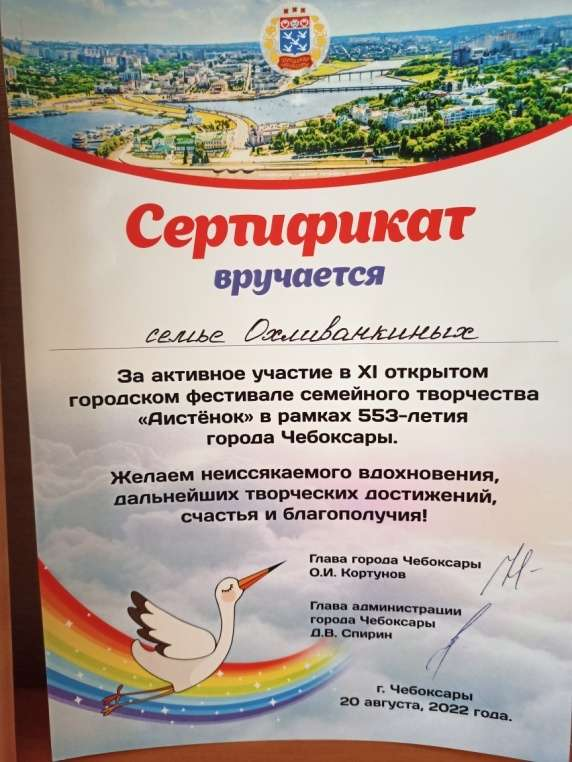 Сертификат
вручается
семье Охливанкиных
За активное участие в XI открытом
городском фестивале семейного творчества
«Аистёнок» в рамках 553-летия
города Чебоксары.
Желаем неиссякаемого вдохновения,
дальнейших творческих достижений,
счастья и благополучия!
Глава города Чебоксары
О.И. Кортунов
Глава администрации
города Чебоксары
Д.В. Спирин
г. Чебоксары
20 августа, 2022 года.